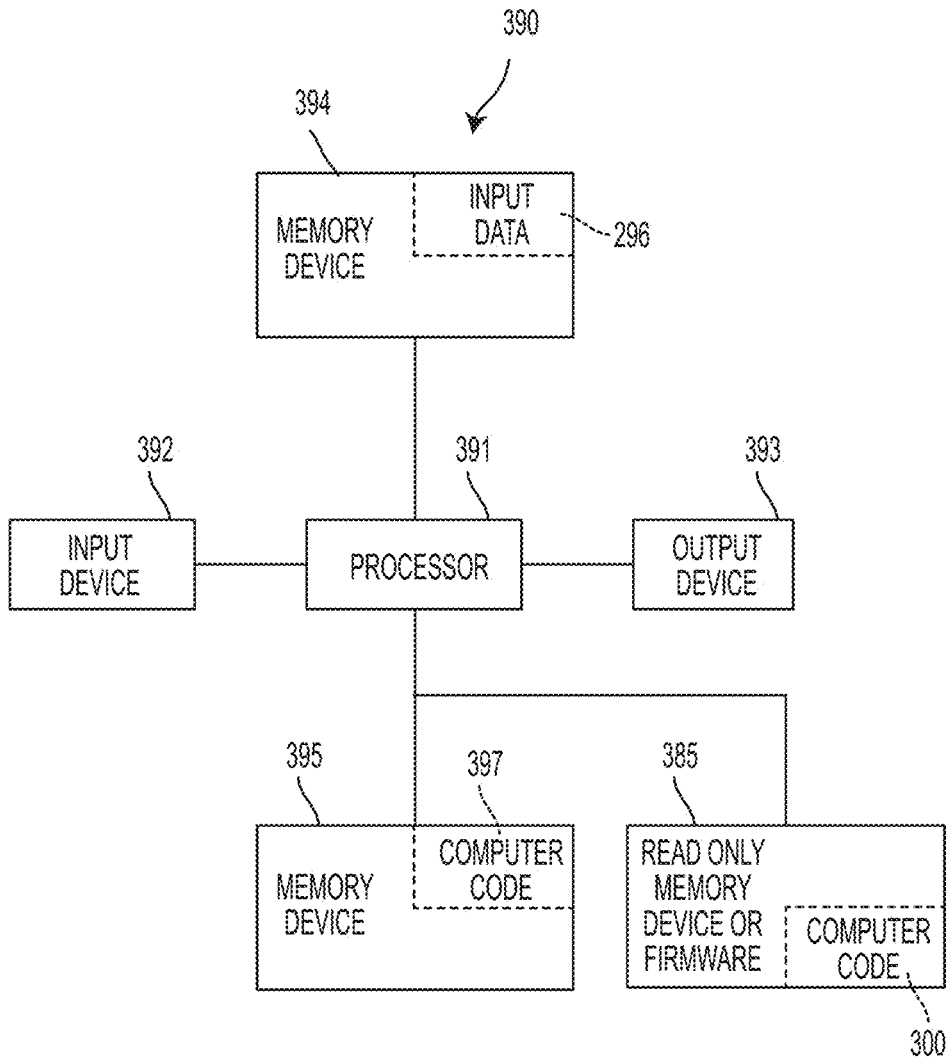 390
394
INPUT
DATA
MEMORY
DEVICE
296
392
391
393
INPUT
DEVICE
PROCESSOR
OUTPUT
DEVICE
395
397
385
COMPUTER
CODE
MEMORY
DEVICE
READ ONLY
MEMORY
DEVICE OR
FIRMWARE
COMPUTER
CODE
300